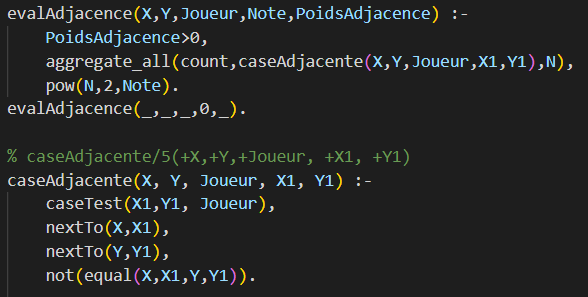 evalAdjacence(X,Y,Joueur,Note,PoidsAdjacence) :-
    PoidsAdjacence>0,
    aggregate_all(count,caseAdjacente(X,Y,Joueur,X1,Y1),N),
    pow(N,2,Note).
evalAdjacence(_,_,_,0,_).

% caseAdjacente/5(+X,+Y,+Joueur, +X1, +Y1)
caseAdjacente(X, Y, Joueur, X1, Y1) :-
    caseTest(X1,Y1, Joueur),
    nextTo(X,X1),
    nextTo(Y,Y1),
    not(equal(X,X1,Y,Y1)).